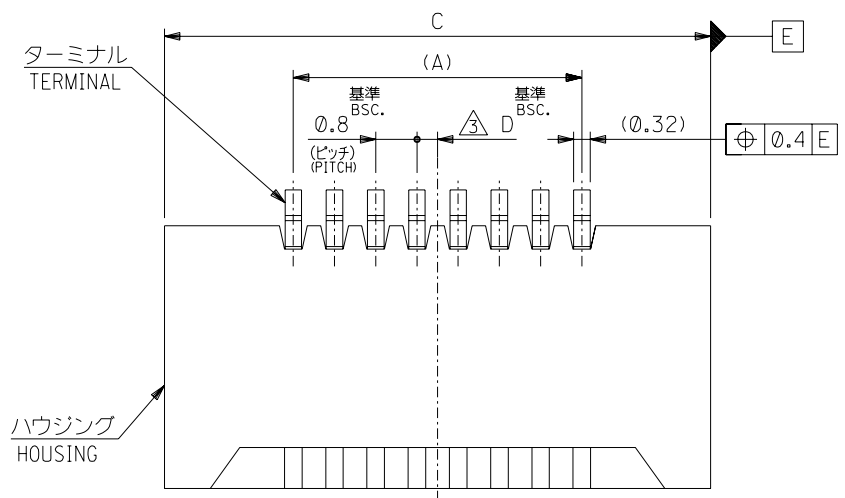 C
E
ターミナル
TERMINAL
(A)
基準
BSC.
基準
BSC.
0.8
3 D
(0.32)
⌖ 0.4 E
(ピッチ)
(PITCH)
ハウジング
HOUSING